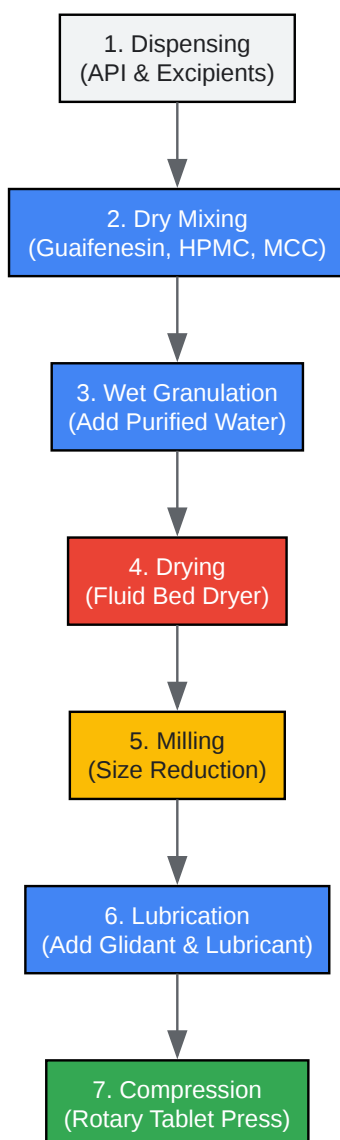 1. Dispensing
(API & Excipients)
2. Dry Mixing
(Guaifenesin, HPMC, MCC)
3. Wet Granulation
(Add Purified Water)
4. Drying
(Fluid Bed Dryer)
5. Milling
(Size Reduction)
6. Lubrication
(Add Glidant & Lubricant)
7. Compression
(Rotary Tablet Press)